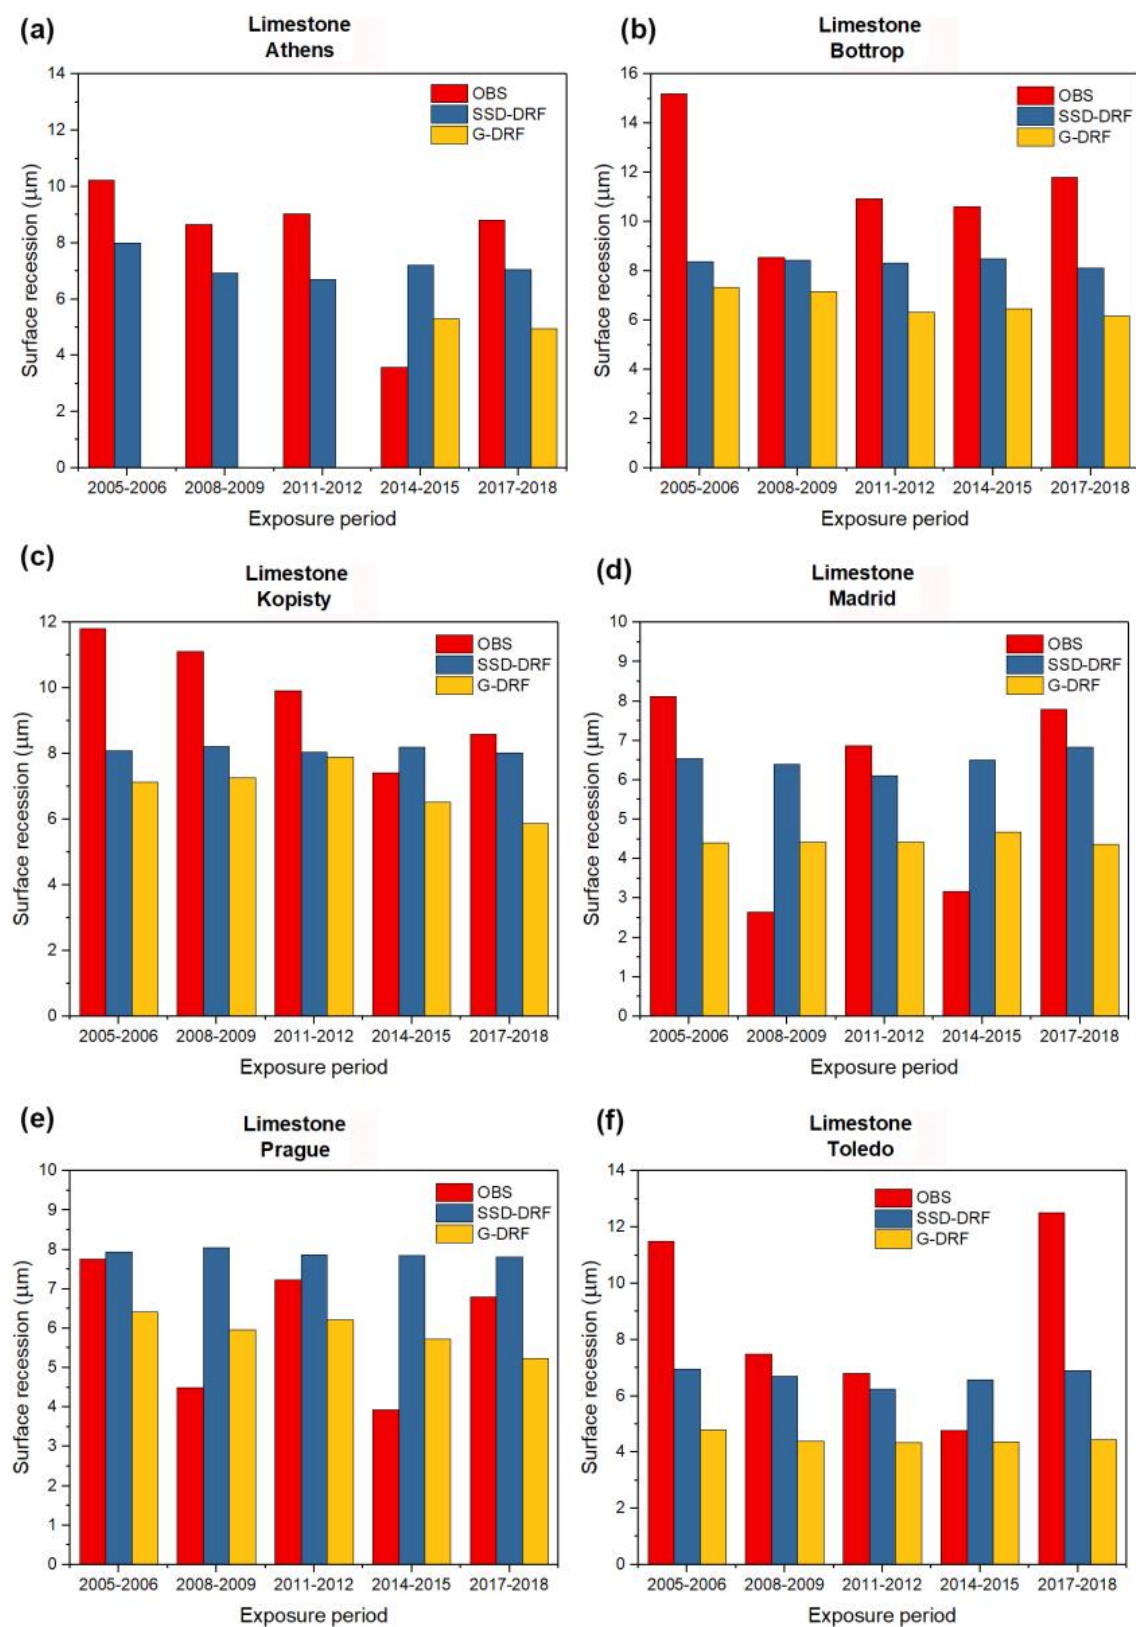 (a)
Limestone
Athens
OBS
SSD-DRF
G-DRF
14
12
10
8
6
4
2
0
Surface recession (µm)
2005-2006 2008-2009 2011-2012 2014-2015 2017-2018
Exposure period
(b)
Limestone
Bottrop
OBS
SSD-DRF
G-DRF
16
14
12
10
8
6
4
2
0
Surface recession (µm)
2005-2006 2008-2009 2011-2012 2014-2015 2017-2018
Exposure period
(c)
Limestone
Kopisty
OBS
SSD-DRF
G-DRF
12
10
8
6
4
2
0
Surface recession (µm)
2005-2006 2008-2009 2011-2012 2014-2015 2017-2018
Exposure period
(d)
Limestone
Madrid
OBS
SSD-DRF
G-DRF
10
9
8
7
6
5
4
3
2
1
0
Surface recession (µm)
2005-2006 2008-2009 2011-2012 2014-2015 2017-2018
Exposure period
(e)
Limestone
Prague
OBS
SSD-DRF
G-DRF
10
9
8
7
6
5
4
3
2
1
0
Surface recession (µm)
2005-2006 2008-2009 2011-2012 2014-2015 2017-2018
Exposure period
(f)
Limestone
Toledo
OBS
SSD-DRF
G-DRF
14
12
10
8
6
4
2
0
Surface recession (µm)
2005-2006 2008-2009 2011-2012 2014-2015 2017-2018
Exposure period